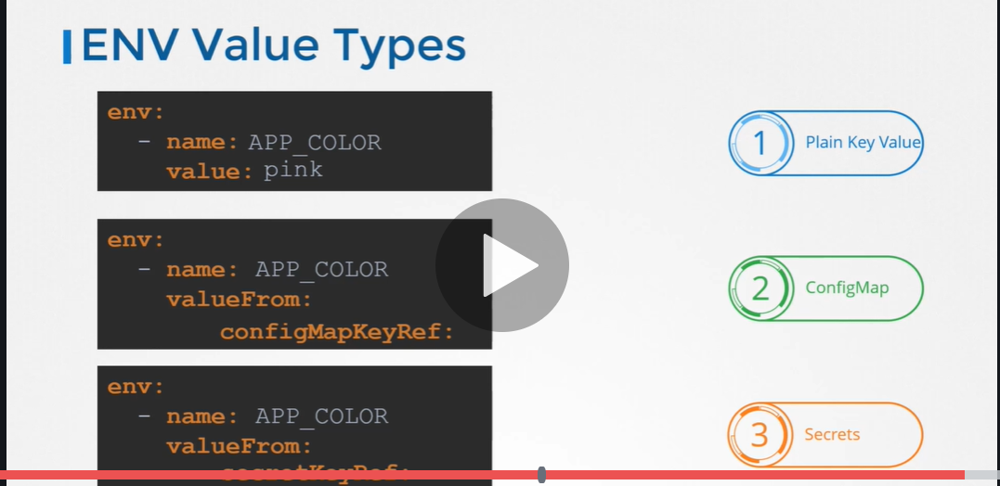 ENV Value Types
env:
- name: APP_COLOR
value: pink
1 Plain Key Value
env:
- name: APP_COLOR
valueFrom:
configMapKeyRef:
2 ConfigMap
env:
- name: APP_COLOR
valueFrom:
secretKeyRef:
3 Secrets